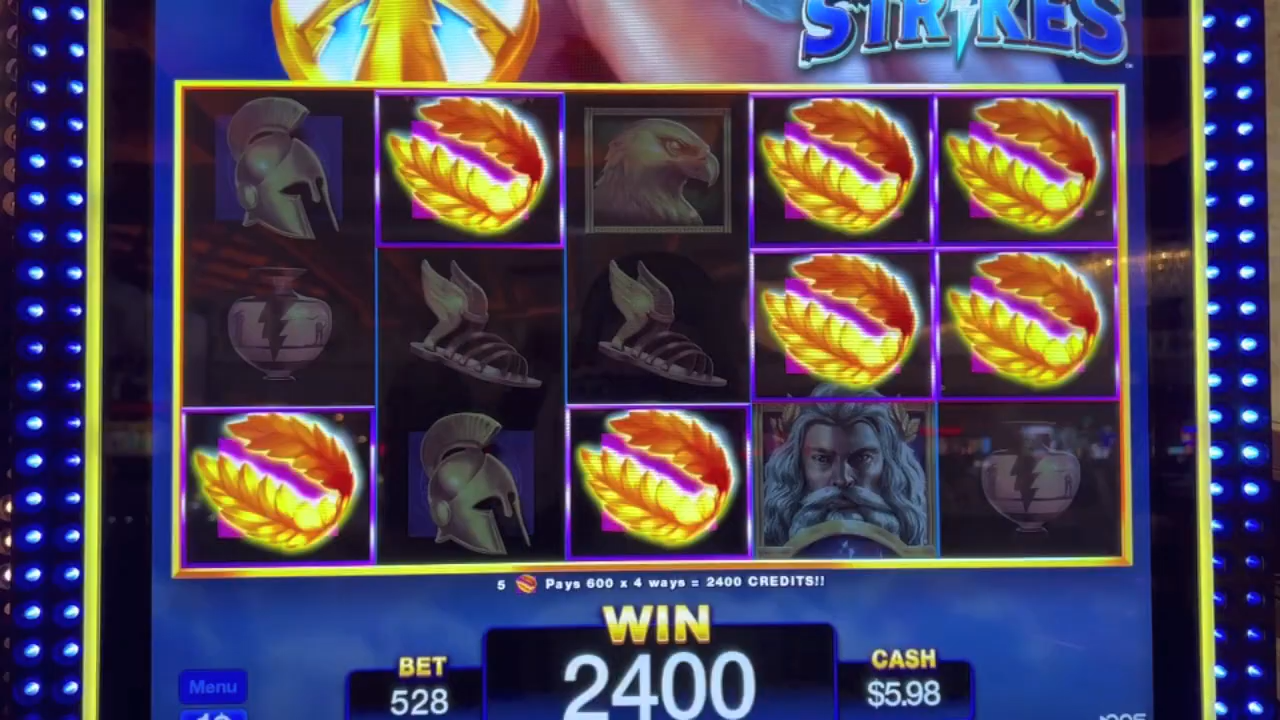 STRIKES
5 Pays 600 x 4 ways = 2400 CREDITS!!
WIN
2400
BET
528
CASH
$5.98
Menu